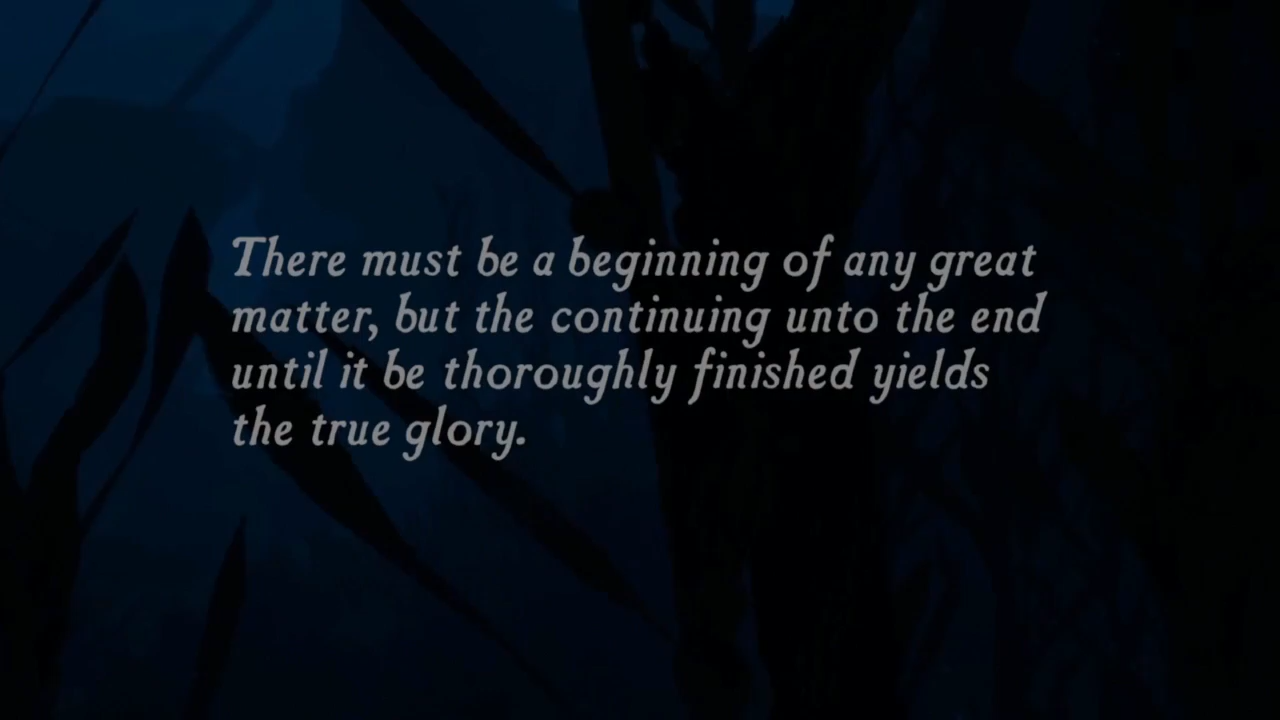 There must be a beginning of any great
matter, but the continuing unto the end
until it be thoroughly finished yields
the true glory.